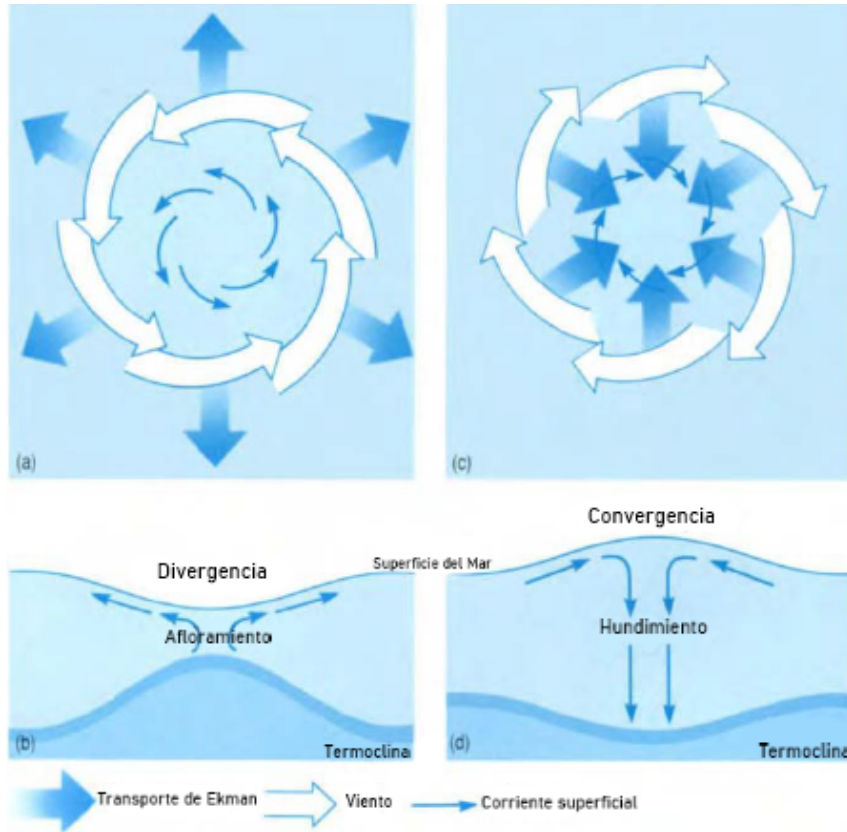 (a)
(c)
Divergencia
Superficie del Mar
Convergencia
Afloramiento
Hundimiento
(b)
Termoclina
(d)
Termoclina
Transporte de Ekman
Viento
Corriente superficial